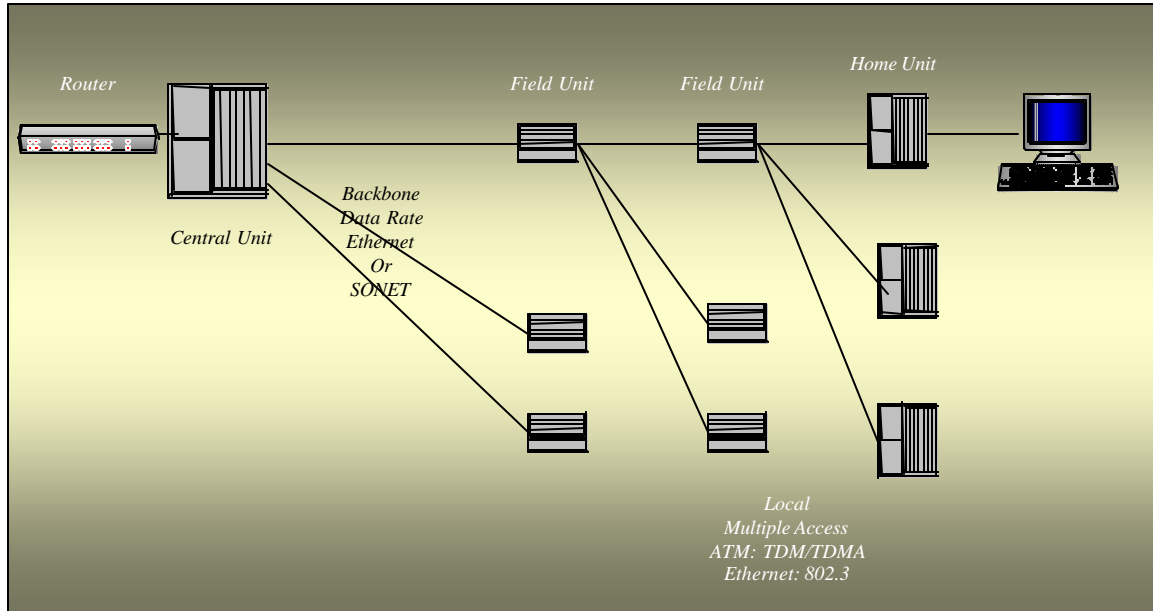 Router
Field Unit
Field Unit
Home Unit
Central Unit
Backbone
Data Rate
Ethernet
Or
SONET
Local
Multiple Access
ATM: TDM/TDMA
Ethernet: 802.3